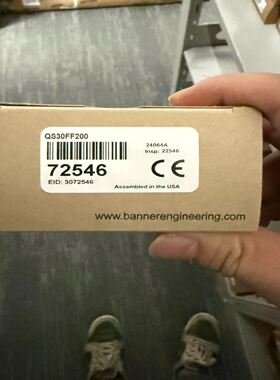 QS30FF200
24064A
Insp: 22546
72546
CE
EID: 3072546
Assembled in the USA
www.bannerengineering.com